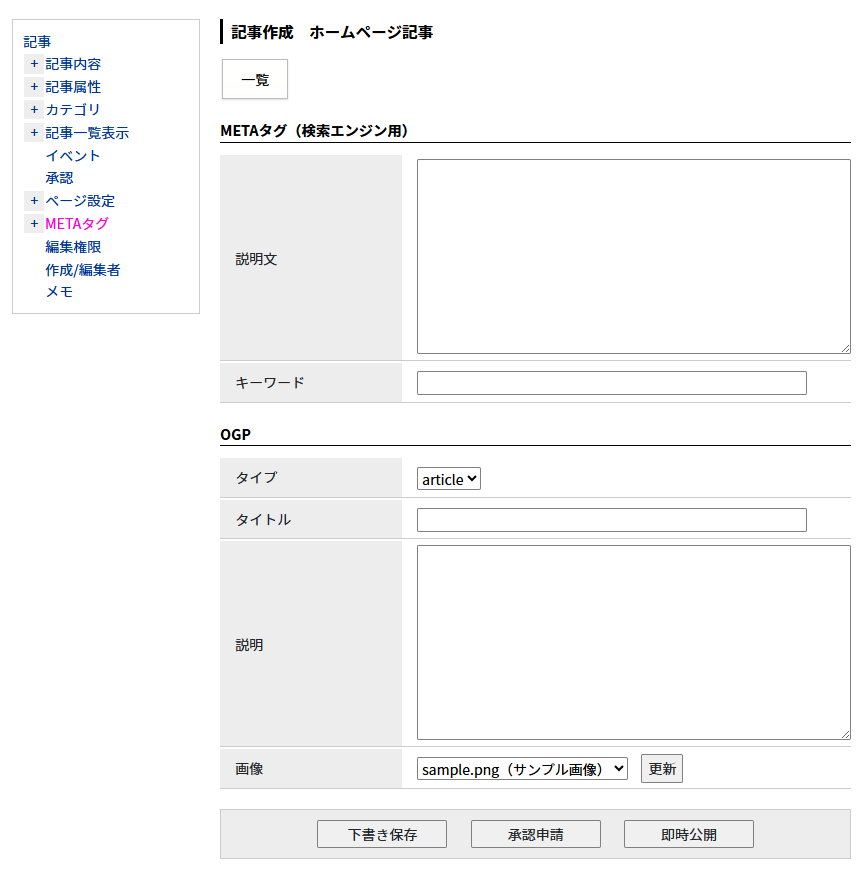 記事
+ 記事内容
+ 記事属性
+ カテゴリ
+ 記事一覧表示
イベント
承認
+ ページ設定
+ METAタグ
編集権限
作成/編集者
メモ
記事作成　ホームページ記事
一覧
METAタグ（検索エンジン用）
説明文
キーワード
OGP
タイプ article
タイトル
説明
画像 sample.png（サンプル画像） 更新
下書き保存 承認申請 即時公開